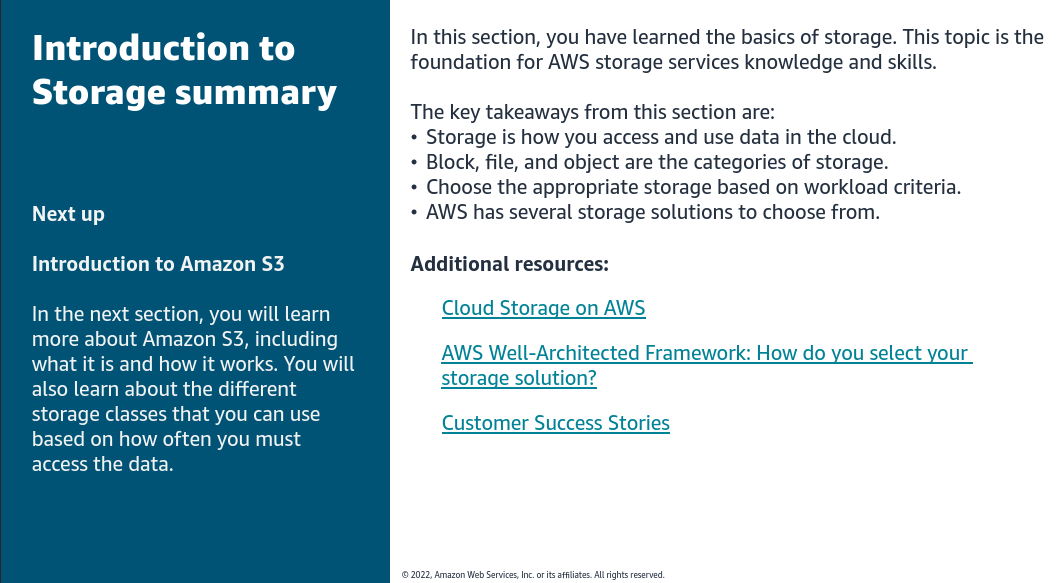 Introduction to
Storage summary
Next up
Introduction to Amazon S3
In the next section, you will learn
more about Amazon S3, including
what it is and how it works. You will
also learn about the different
storage classes that you can use
based on how often you must
access the data.
In this section, you have learned the basics of storage. This topic is the
foundation for AWS storage services knowledge and skills.
The key takeaways from this section are:
• Storage is how you access and use data in the cloud.
• Block, file, and object are the categories of storage.
• Choose the appropriate storage based on workload criteria.
• AWS has several storage solutions to choose from.
Additional resources:
Cloud Storage on AWS
AWS Well-Architected Framework: How do you select your
storage solution?
Customer Success Stories
© 2022, Amazon Web Services, Inc. or its affiliates. All rights reserved.